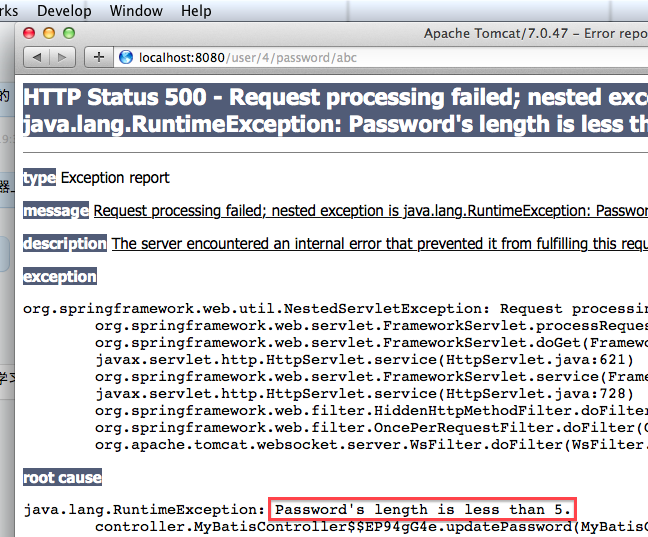 rks Develop Window Help
Apache Tomcat/7.0.47 – Error repo
localhost:8080/user/4/password/abc
的
HTTP Status 500 - Request processing failed; nested exc
java.lang.RuntimeException: Password's length is less th
type Exception report
器上
message Request processing failed; nested exception is java.lang.RuntimeException: Passwor
description The server encountered an internal error that prevented it from fulfilling this requ
exception
org.springframework.web.util.NestedServletException: Request processin
org.springframework.web.servlet.FrameworkServlet.processReques
org.springframework.web.servlet.FrameworkServlet.doGet(Framewo
javax.servlet.http.HttpServlet.service(HttpServlet.java:621)
org.springframework.web.servlet.FrameworkServlet.service(Frame
学习
javax.servlet.http.HttpServlet.service(HttpServlet.java:728)
org.springframework.web.filter.HiddenHttpMethodFilter.doFilter
org.springframework.web.filter.OncePerRequestFilter.doFilter(O
org.apache.tomcat.websocket.server.WsFilter.doFilter(WsFilter.
root cause
java.lang.RuntimeException: Password's length is less than 5.
controller.MyBatisController$$EP94gG4e.updatePassword(MyBatisC